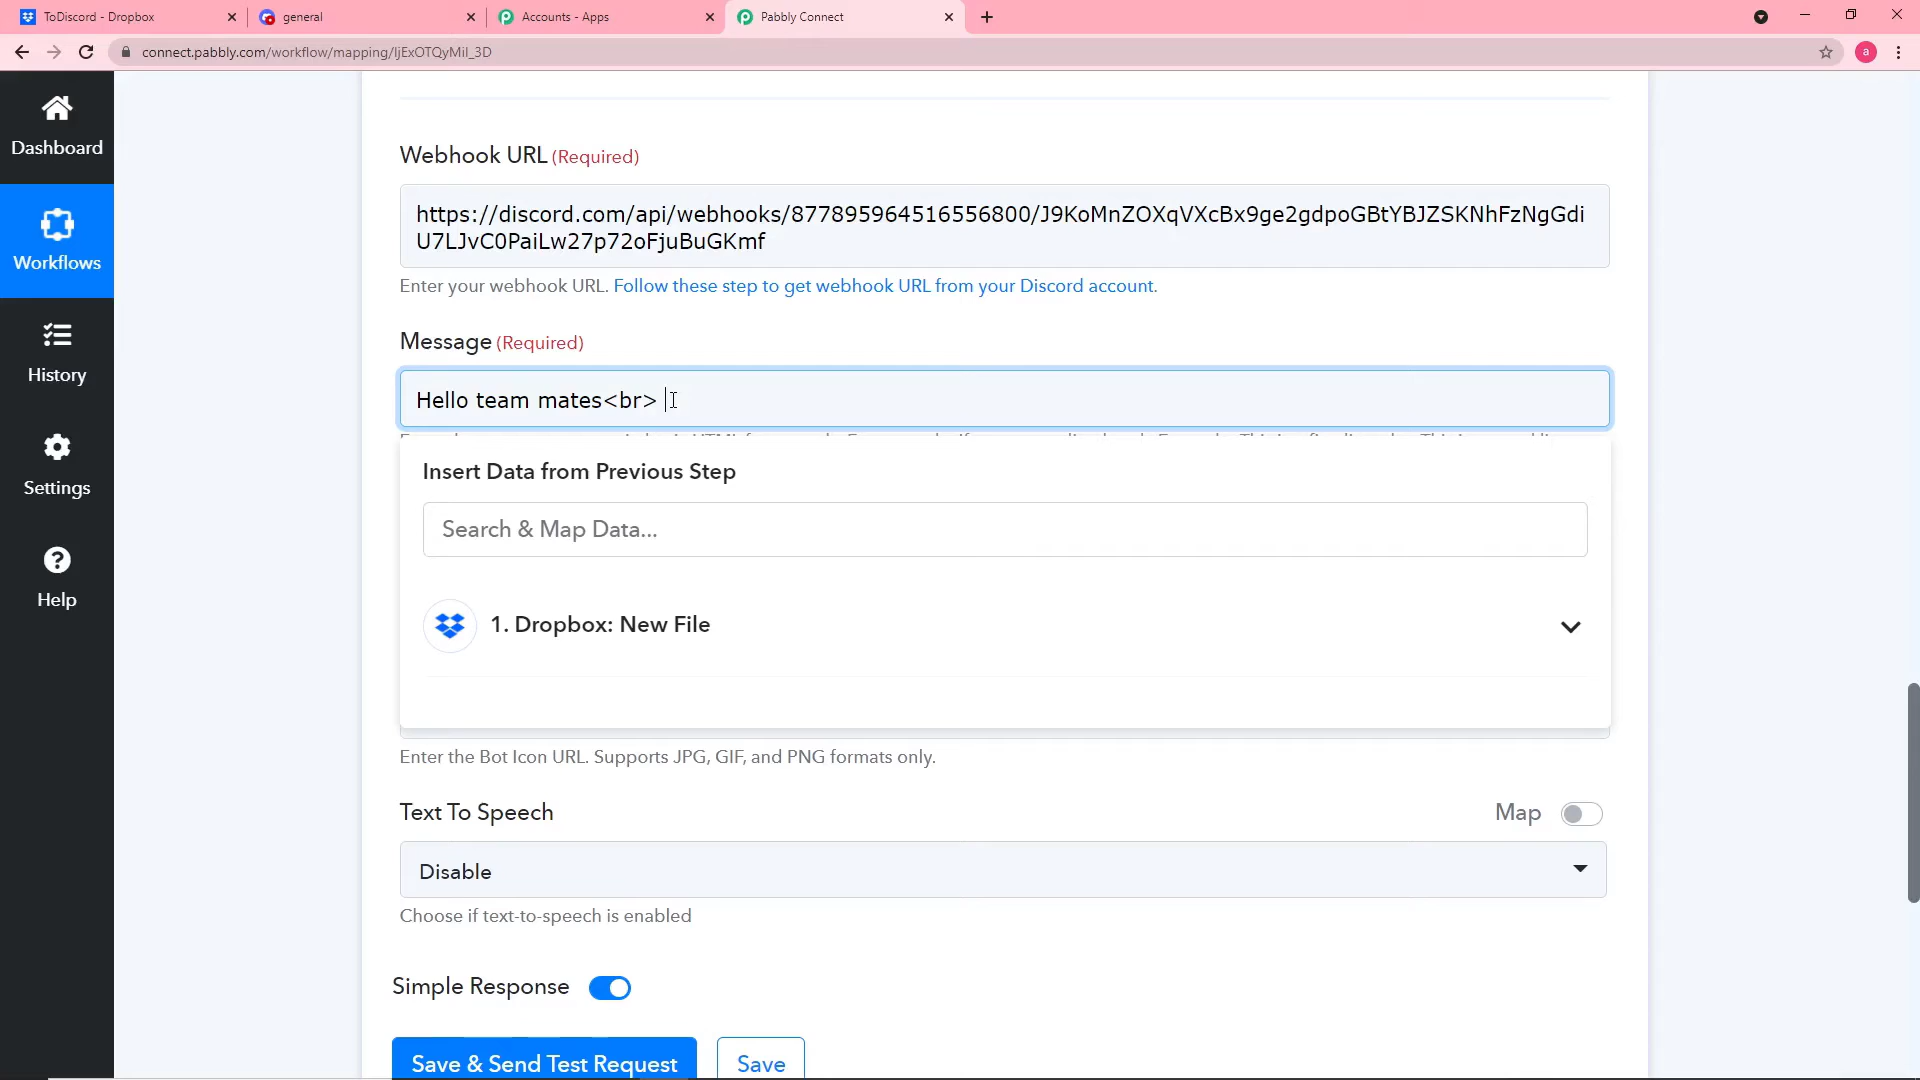 ToDiscord - Dropbox
general
Accounts - Apps
Pabbly Connect
connect.pabbly.com/workflow/mapping/IjExOTQyMiI_3D
a
Dashboard
Workflows
History
Settings
Help
Webhook URL (Required)
https://discord.com/api/webhooks/877895964516556800/J9KoMnZOXqVXcBx9ge2gdpoGBtYBJZSKNhFzNgGdi
U7LJvC0PaiLw27p72oFjuBuGKmf
Enter your webhook URL. Follow these step to get webhook URL from your Discord account.
Message (Required)
Hello team mates<br>
Insert Data from Previous Step
Search & Map Data...
1. Dropbox: New File
Enter the Bot Icon URL. Supports JPG, GIF, and PNG formats only.
Text To Speech
Map
Disable
Choose if text-to-speech is enabled
Simple Response
Save & Send Test Request
Save